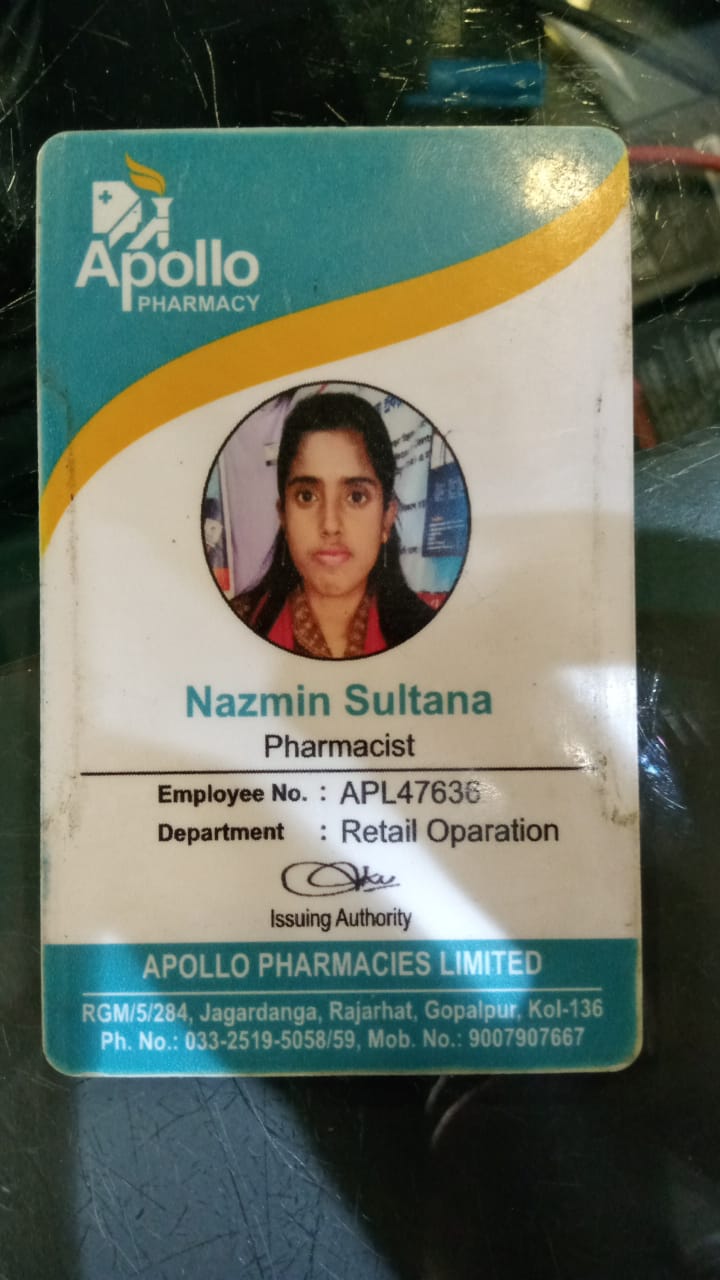 Apollo
PHARMACY
Nazmin Sultana
Pharmacist
Employee No. : APL47636
Department : Retail Oparation
Issuing Authority
APOLLO PHARMACIES LIMITED
RGM/5/284, Jagardanga, Rajarhat, Gopalpur, Kol-136
Ph. No.: 033-2519-5058/59, Mob. No.: 9007907667